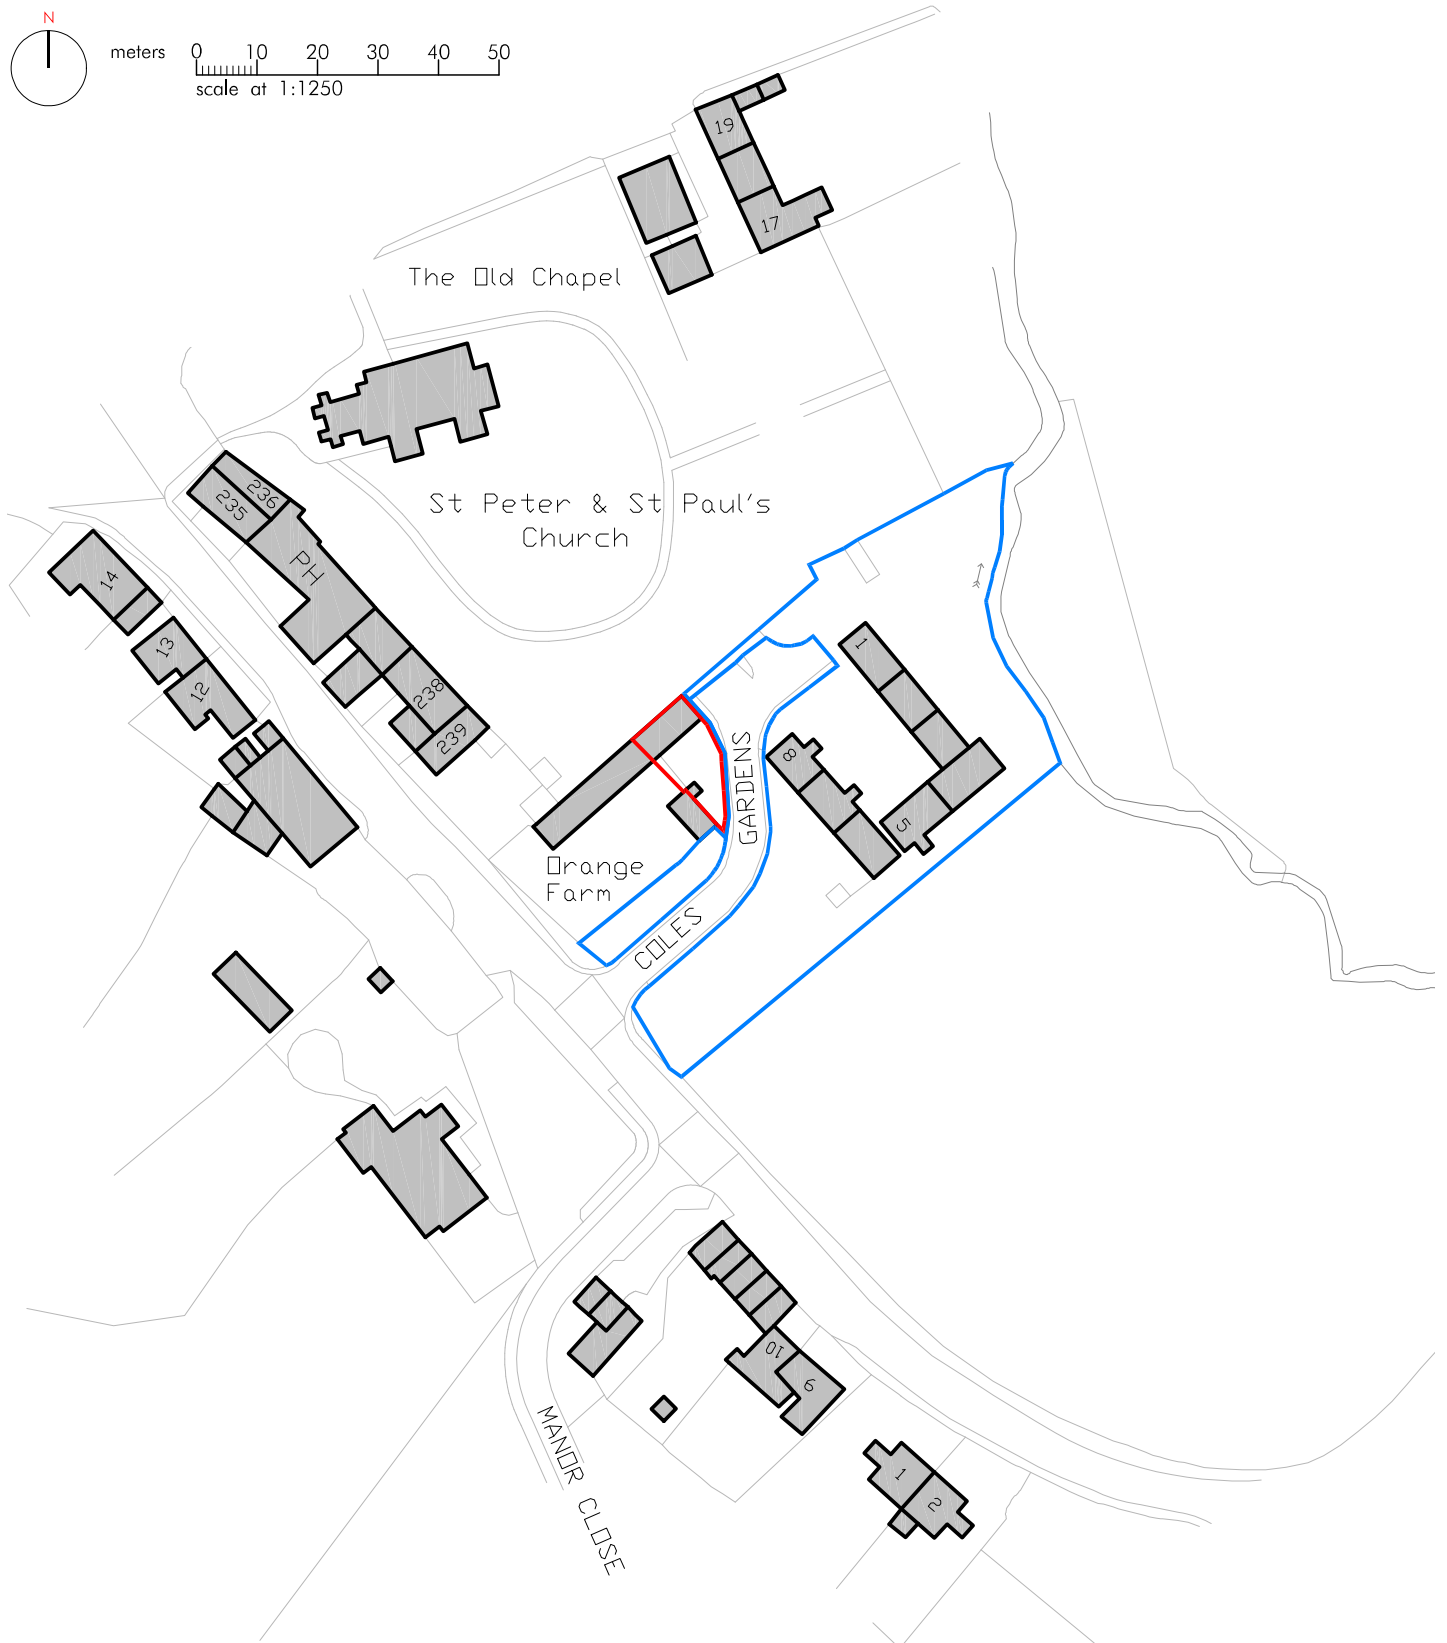 N
meters 0 10 20 30 40 50
scale at 1:1250
19
17
The Old Chapel
236
235
St Peter & St Paul's
Church
PH
14
13
12
238
239
1
8
5
GARDENS
Orange
Farm
COLES
10
9
MANOR CLOSE
1
2